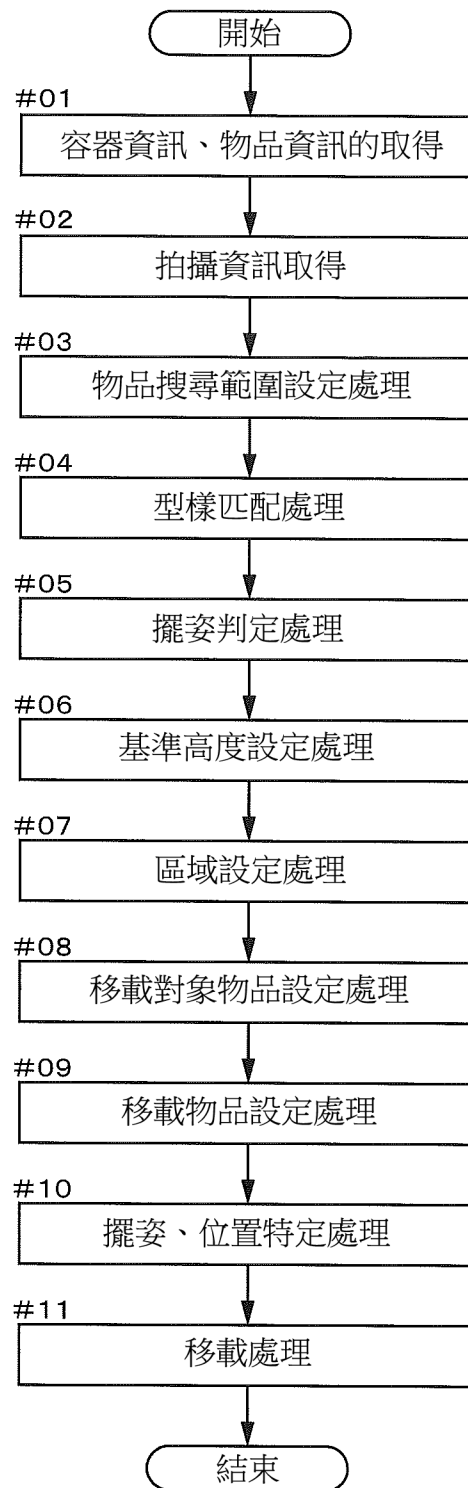 開始
#01
容器資訊、物品資訊的取得
#02
拍攝資訊取得
#03
物品搜尋範圍設定處理
#04
型樣匹配處理
#05
擺姿判定處理
#06
基準高度設定處理
#07
區域設定處理
#08
移載對象物品設定處理
#09
移載物品設定處理
#10
擺姿、位置特定處理
#11
移載處理
結束